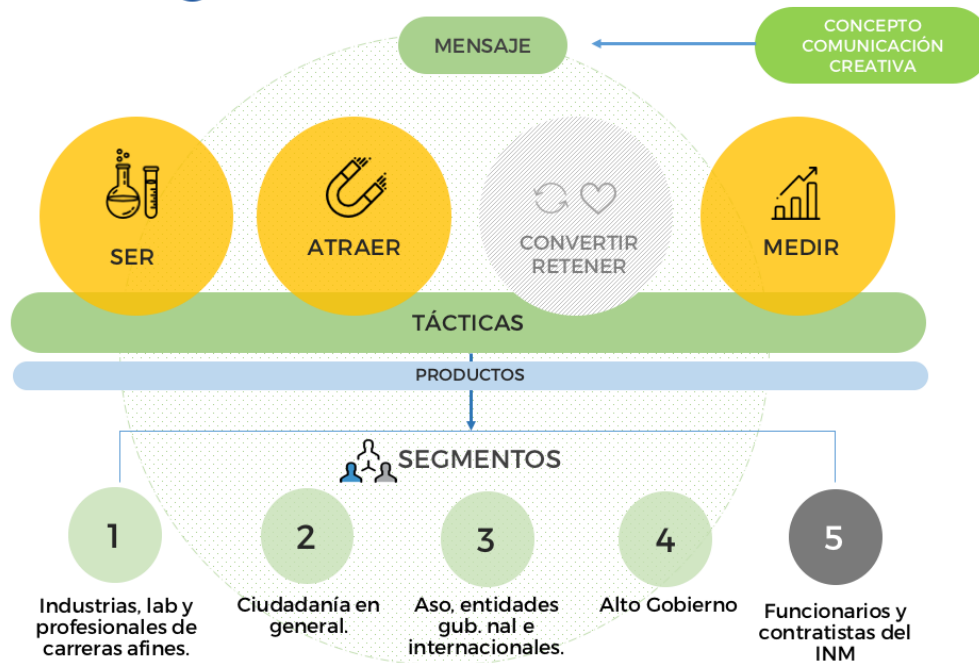 MENSAJE
CONCEPTO
COMUNICACIÓN
CREATIVA
SER
ATRAER
CONVERTIR
RETENER
MEDIR
TÁCTICAS
PRODUCTOS
SEGMENTOS
1
2
3
4
5
Industrias, lab y
profesionales de
carreras afines.
Ciudadanía en
general.
Aso, entidades
gub. nal e
internacionales.
Alto Gobierno
Funcionarios y
contratistas del
INM